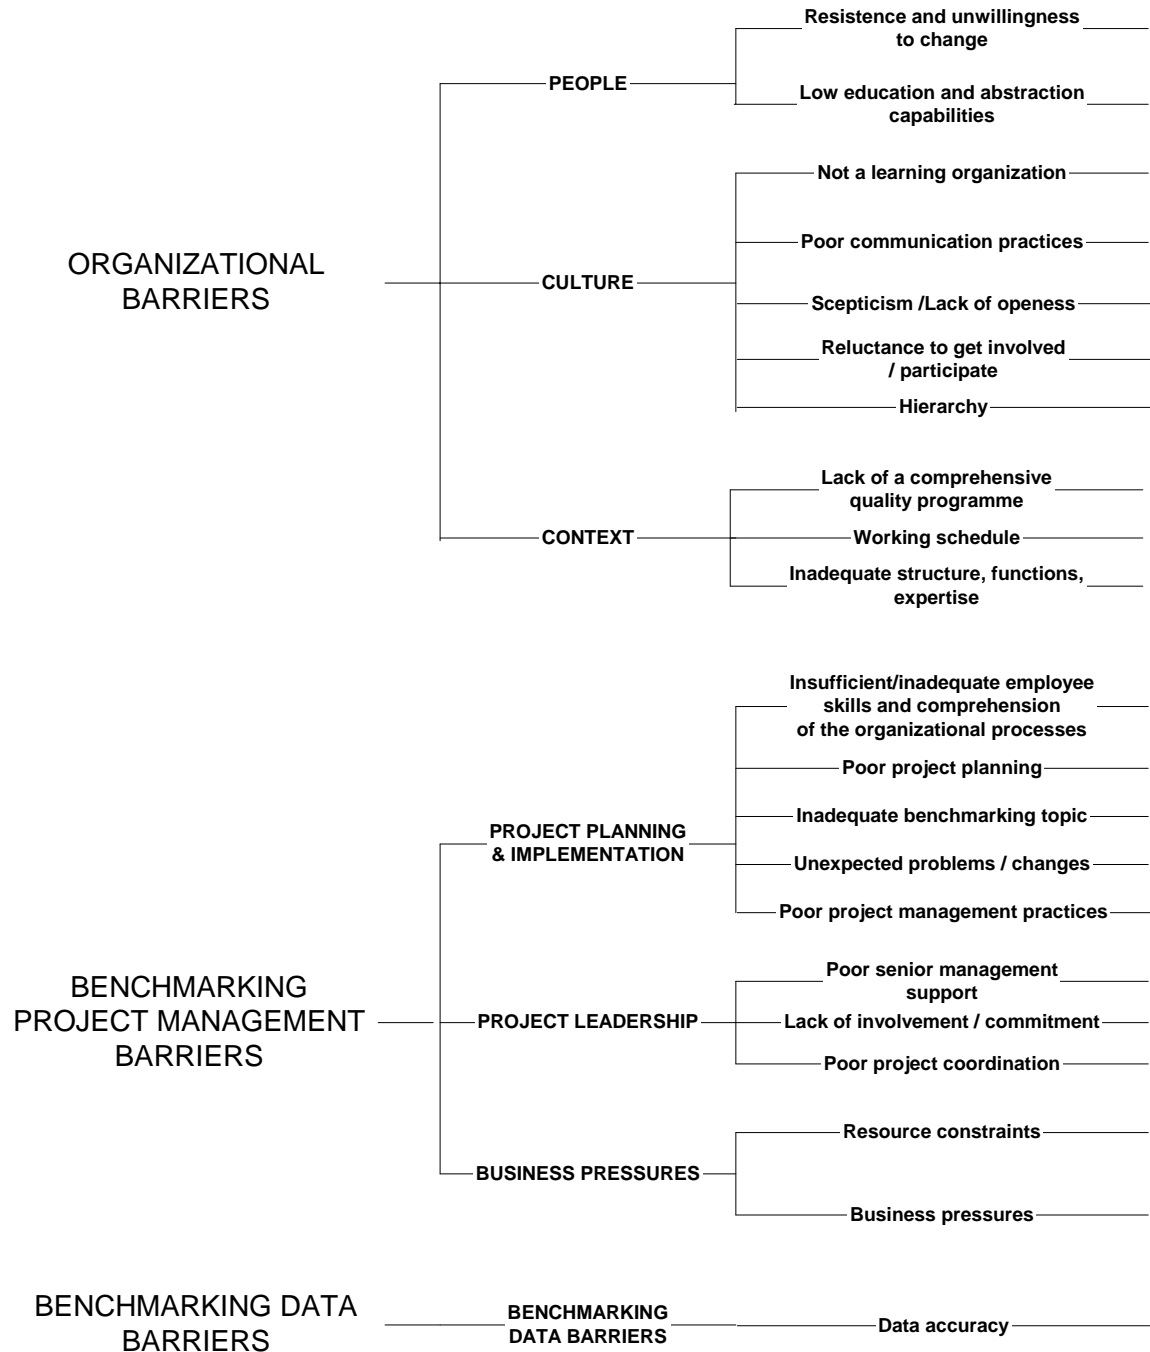 Resistence and unwillingness
to change
PEOPLE
Low education and abstraction
capabilities
Not a learning organization
Poor communication practices
ORGANIZATIONAL
BARRIERS
CULTURE
Scepticism /Lack of openess
Reluctance to get involved
/ participate
Hierarchy
Lack of a comprehensive
quality programme
CONTEXT
Working schedule
Inadequate structure, functions,
expertise
Insufficient/inadequate employee
skills and comprehension
of the organizational processes
Poor project planning
Inadequate benchmarking topic
PROJECT PLANNING
& IMPLEMENTATION
Unexpected problems / changes
Poor project management practices
BENCHMARKING
PROJECT MANAGEMENT
BARRIERS
Poor senior management
support
PROJECT LEADERSHIP
Lack of involvement / commitment
Poor project coordination
Resource constraints
BUSINESS PRESSURES
Business pressures
BENCHMARKING DATA
BARRIERS
BENCHMARKING
DATA BARRIERS
Data accuracy